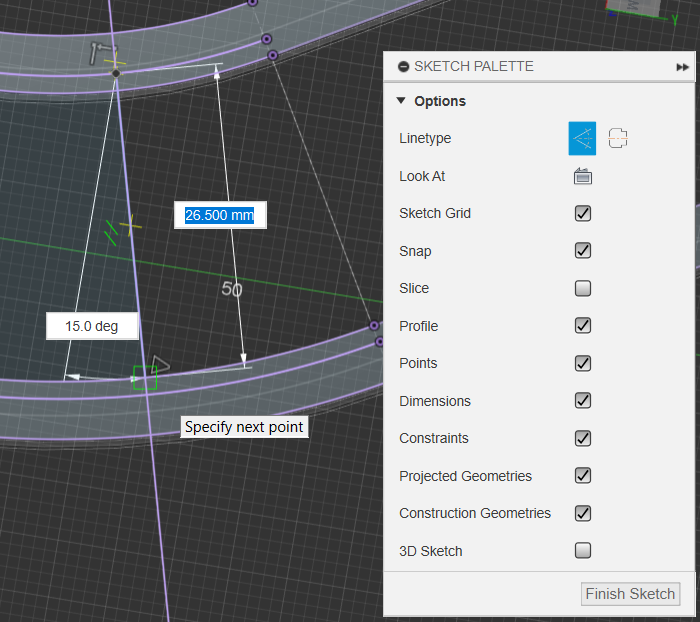 Y
SKETCH PALETTE
Options
Linetype
Look At
Sketch Grid
Snap
Slice
Profile
Points
Dimensions
Constraints
Projected Geometries
Construction Geometries
3D Sketch
Finish Sketch
26.500 mm
50
15.0 deg
Specify next point